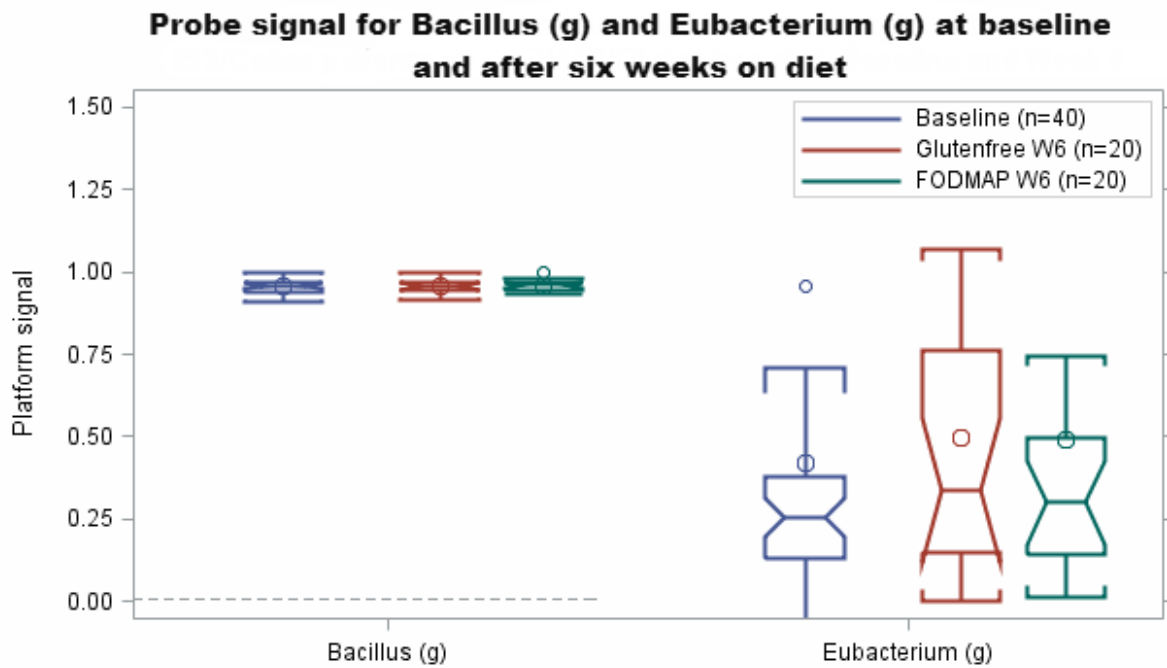 Probe signal for Bacillus (g) and Eubacterium (g) at baseline
and after six weeks on diet
Baseline (n=40)
Glutenfree W6 (n=20)
FODMAP W6 (n=20)
Platform signal
1.50
1.25
1.00
0.75
0.50
0.25
0.00
Bacillus (g)
Eubacterium (g)